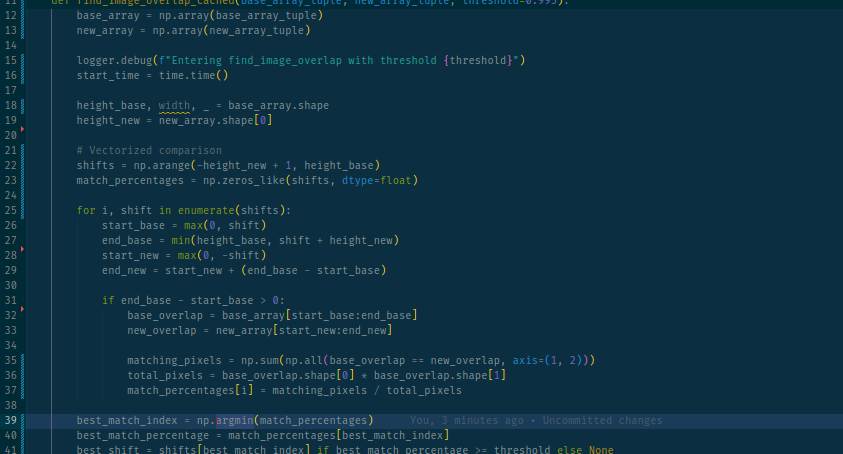 11 def find_image_overlap_cached(base_array_tuple, new_array_tuple, threshold=0.995):
12 base_array = np.array(base_array_tuple)
13 new_array = np.array(new_array_tuple)
14
15 logger.debug(f"Entering find_image_overlap with threshold {threshold}")
16 start_time = time.time()
17
18 height_base, width, _ = base_array.shape
19 height_new = new_array.shape[0]
20
21 # Vectorized comparison
22 shifts = np.arange(-height_new + 1, height_base)
23 match_percentages = np.zeros_like(shifts, dtype=float)
24
25 for i, shift in enumerate(shifts):
26 start_base = max(0, shift)
27 end_base = min(height_base, shift + height_new)
28 start_new = max(0, -shift)
29 end_new = start_new + (end_base - start_base)
30
31 if end_base - start_base > 0:
32 base_overlap = base_array[start_base:end_base]
33 new_overlap = new_array[start_new:end_new]
34
35 matching_pixels = np.sum(np.all(base_overlap == new_overlap, axis=(1, 2)))
36 total_pixels = base_overlap.shape[0] * base_overlap.shape[1]
37 match_percentages[i] = matching_pixels / total_pixels
38
39 best_match_index = np.argmin(match_percentages) You, 3 minutes ago • Uncommitted changes
40 best_match_percentage = match_percentages[best_match_index]
41 best_shift = shifts[best_match_index] if best_match_percentage >= threshold else None